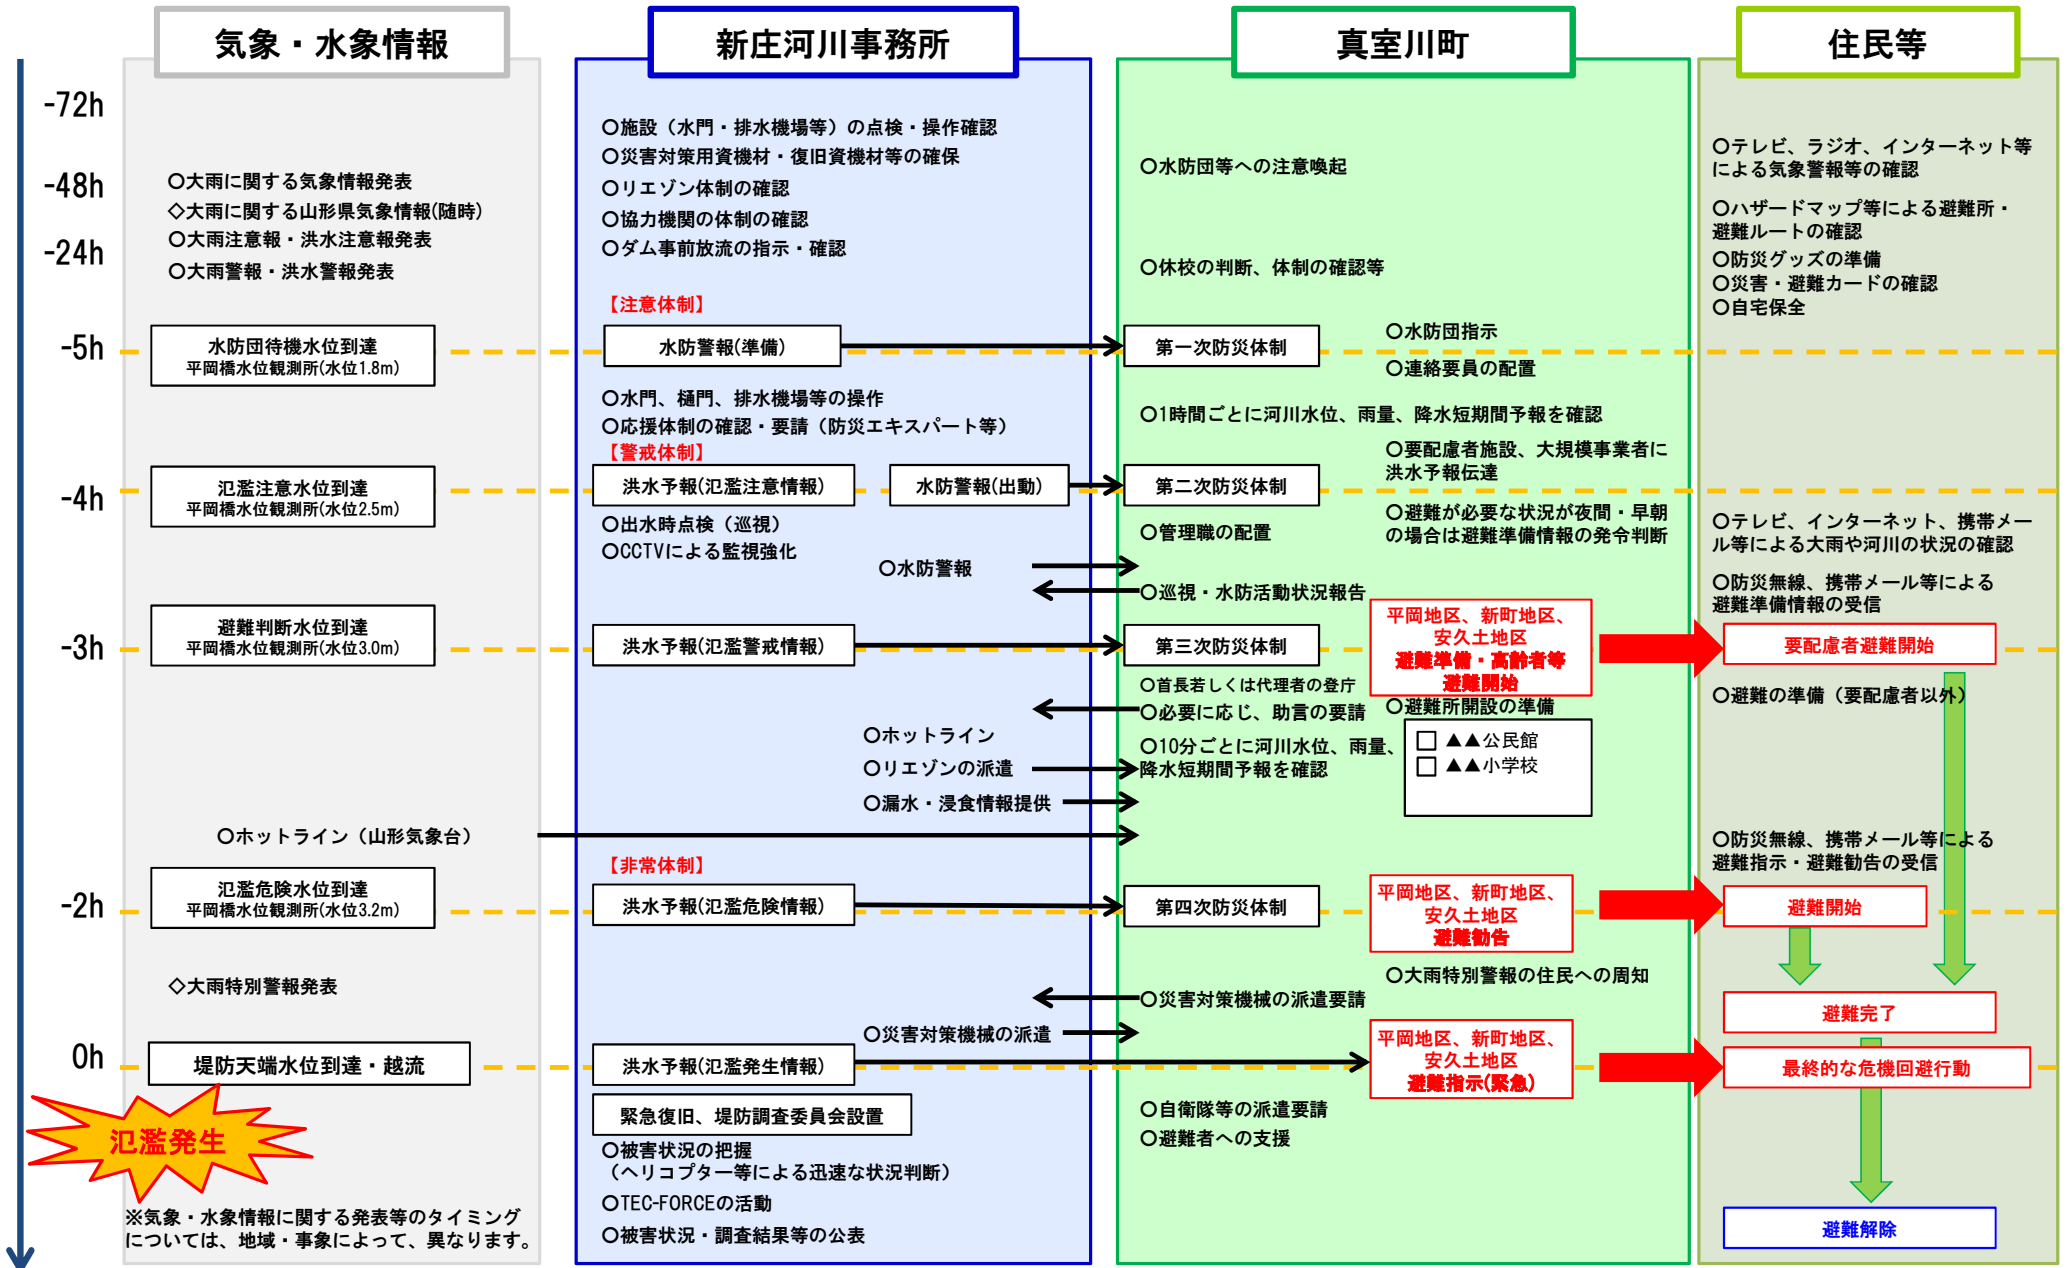 気象・水象情報
新庄河川事務所
真室川町
住民等
-72h
-48h
-24h
-5h
-4h
-3h
-2h
0h
○大雨に関する気象情報発表
◇大雨に関する山形県気象情報(随時)
○大雨注意報・洪水注意報発表
○大雨警報・洪水警報発表
水防団待機水位到達
平岡橋水位観測所(水位1.8m)
氾濫注意水位到達
平岡橋水位観測所(水位2.5m)
避難判断水位到達
平岡橋水位観測所(水位3.0m)
○ホットライン（山形気象台）
氾濫危険水位到達
平岡橋水位観測所(水位3.2m)
◇大雨特別警報発表
堤防天端水位到達・越流
氾濫発生
※気象・水象情報に関する発表等のタイミング
については、地域・事象によって、異なります。
○施設（水門・排水機場等）の点検・操作確認
○災害対策用資機材・復旧資機材等の確保
○リエゾン体制の確認
○協力機関の体制の確認
○ダム事前放流の指示・確認
【注意体制】
水防警報(準備)
○水門、樋門、排水機場等の操作
○応援体制の確認・要請（防災エキスパート等）
【警戒体制】
洪水予報(氾濫注意情報)
水防警報(出動)
○出水時点検（巡視）
○CCTVによる監視強化
○水防警報
洪水予報(氾濫警戒情報)
○ホットライン
○リエゾンの派遣
○漏水・浸食情報提供
【非常体制】
洪水予報(氾濫危険情報)
○災害対策機械の派遣
洪水予報(氾濫発生情報)
緊急復旧、堤防調査委員会設置
○被害状況の把握
（ヘリコプター等による迅速な状況判断）
○TEC-FORCEの活動
○被害状況・調査結果等の公表
○水防団等への注意喚起
○休校の判断、体制の確認等
第一次防災体制
○水防団指示
○連絡要員の配置
○1時間ごとに河川水位、雨量、降水短期間予報を確認
○要配慮者施設、大規模事業者に
洪水予報伝達
第二次防災体制
○管理職の配置
○避難が必要な状況が夜間・早朝
の場合は避難準備情報の発令判断
○巡視・水防活動状況報告
第三次防災体制
平岡地区、新町地区、
安久土地区
避難準備・高齢者等
避難開始
○首長若しくは代理者の登庁
○必要に応じ、助言の要請
○避難所開設の準備
○10分ごとに河川水位、雨量、
降水短期間予報を確認
□ ▲▲公民館
□ ▲▲小学校
第四次防災体制
平岡地区、新町地区、
安久土地区
避難勧告
○大雨特別警報の住民への周知
○災害対策機械の派遣要請
平岡地区、新町地区、
安久土地区
避難指示(緊急)
○自衛隊等の派遣要請
○避難者への支援
○テレビ、ラジオ、インターネット等
による気象警報等の確認
○ハザードマップ等による避難所・
避難ルートの確認
○防災グッズの準備
○災害・避難カードの確認
○自宅保全
○テレビ、インターネット、携帯メー
ル等による大雨や河川の状況の確認
○防災無線、携帯メール等による
避難準備情報の受信
要配慮者避難開始
○避難の準備（要配慮者以外）
○防災無線、携帯メール等による
避難指示・避難勧告の受信
避難開始
避難完了
最終的な危機回避行動
避難解除